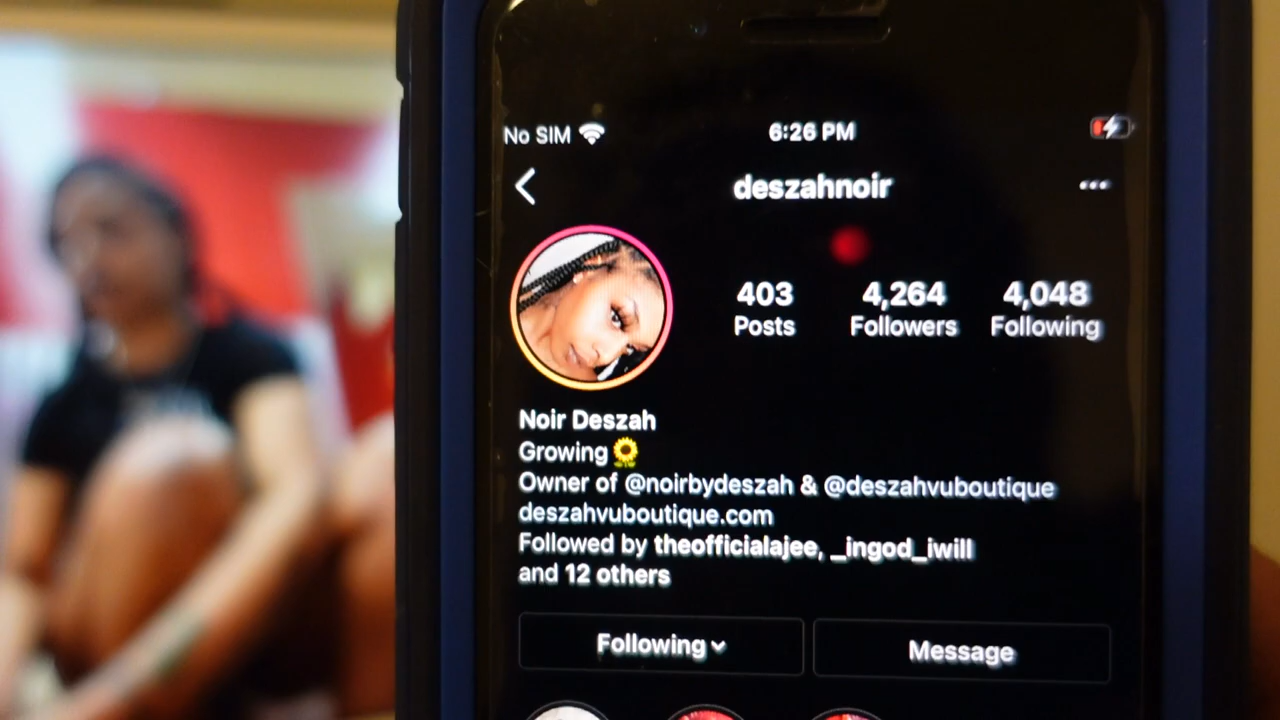 No SIM 6:26 PM
deszahnoir
403 4,264 4,048
Posts Followers Following
Noir Deszah
Growing🌻
Owner of @noirbydeszah & @deszahvuboutique
deszahvuboutique.com
Followed by theofficialajee, _ingod_iwill
and 12 others
Following Message